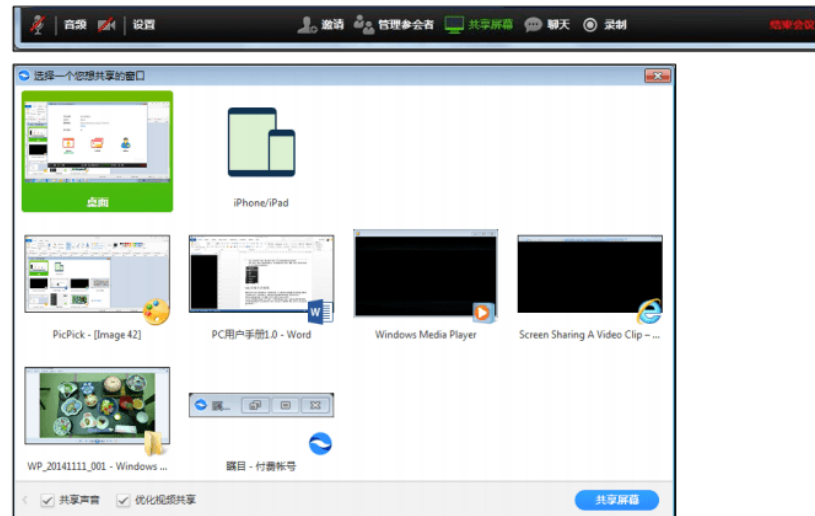 音频 设置 邀请 管理参会者 共享屏幕 聊天 录制 结束会议
选择一个您想共享的窗口
桌面 iPhone/iPad
PicPick - [Image 42] PC用户手册1.0 - Word Windows Media Player Screen Sharing A Video Clip – ...
瞩...
WP_20141111_001 - Windows ... 瞩目 - 付费帐号
共享声音 优化视频共享 共享屏幕